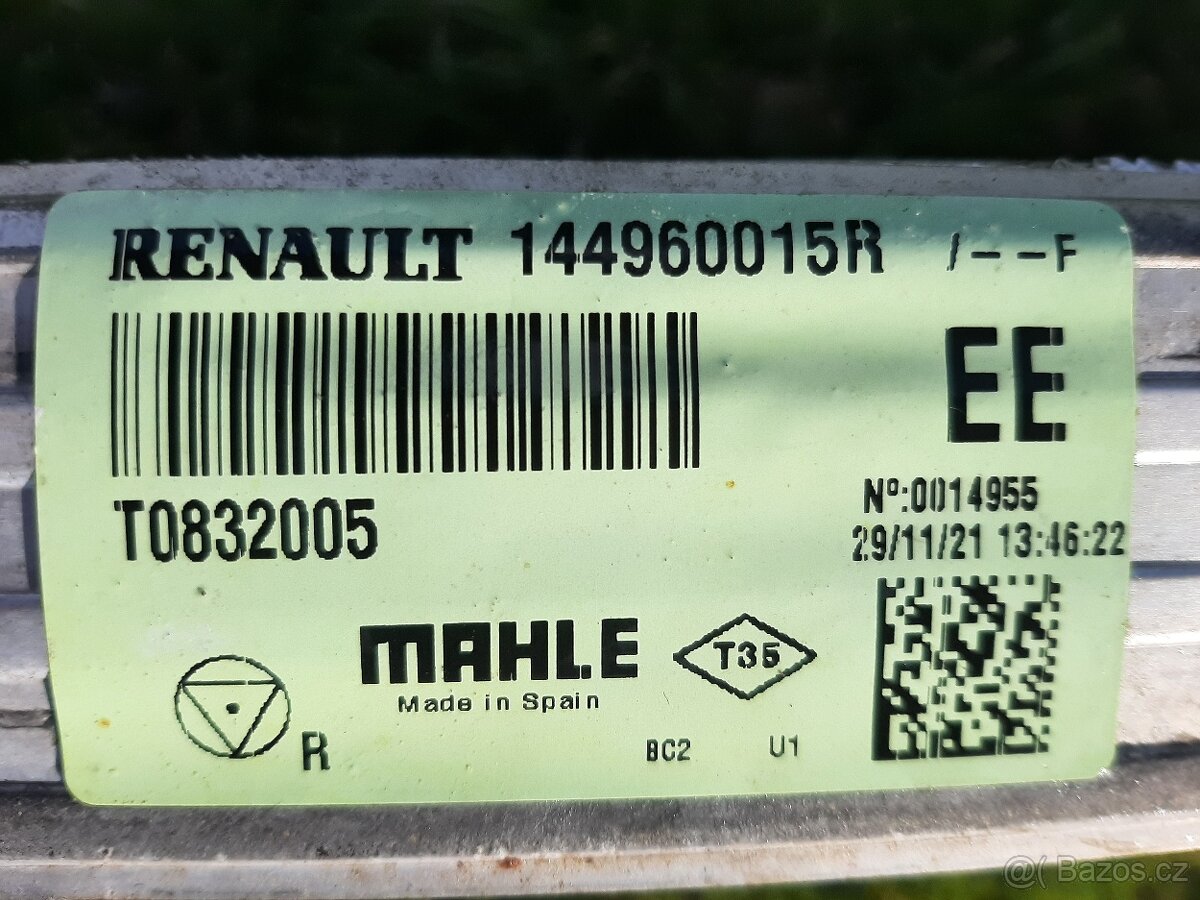 RENAULT 144960015R /--F
EE
T0832005
Nº:0014955
29/11/21 13:46:22
MAHLE
Made in Spain
T35
R
BC2 U1
@( Bazos.cz